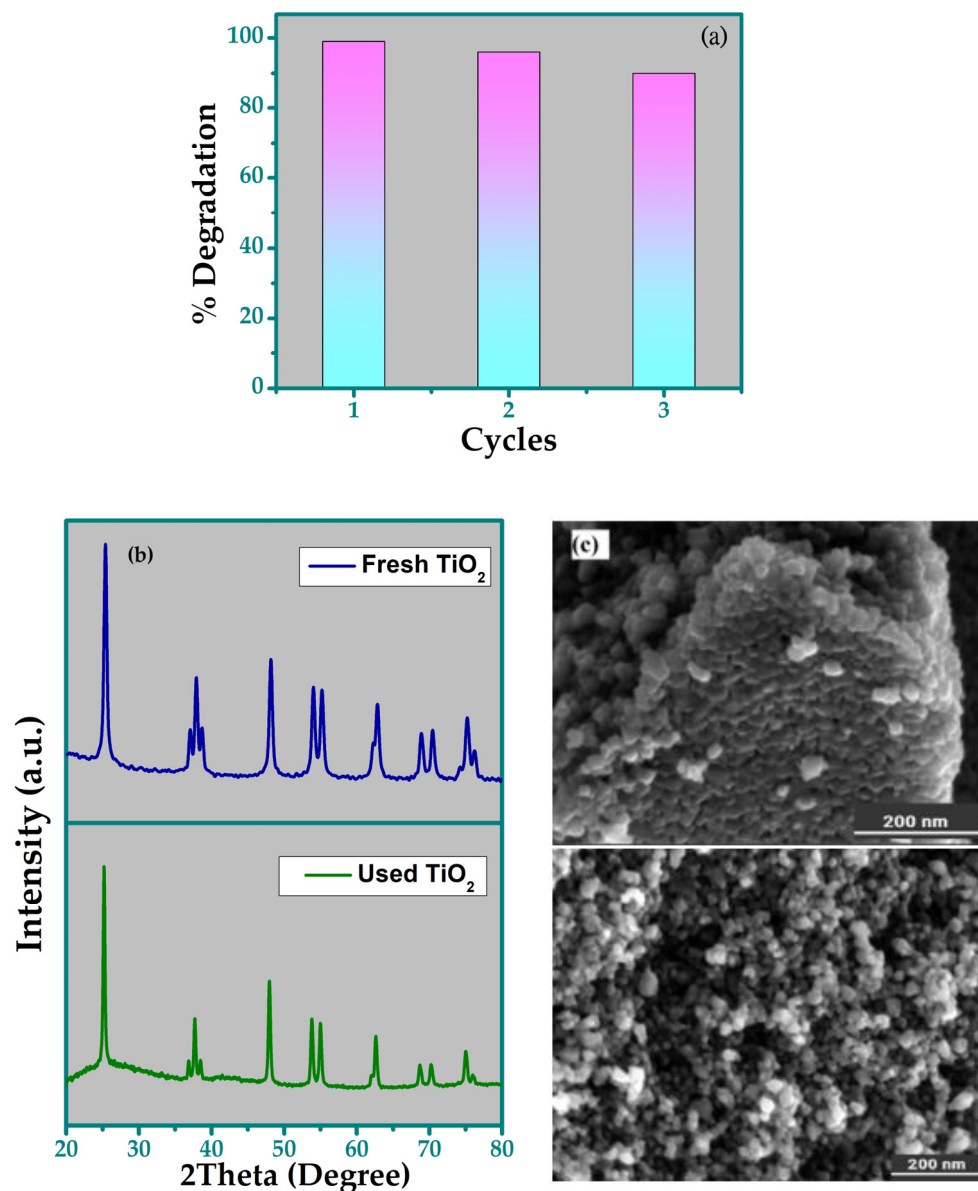 (a)
100
80
60
40
20
0
% Degradation
1 2 3
Cycles
(b)
Fresh TiO₂
Used TiO₂
Intensity (a.u.)
20 30 40 50 60 70 80
2Theta (Degree)
(c)
200 nm
200 nm